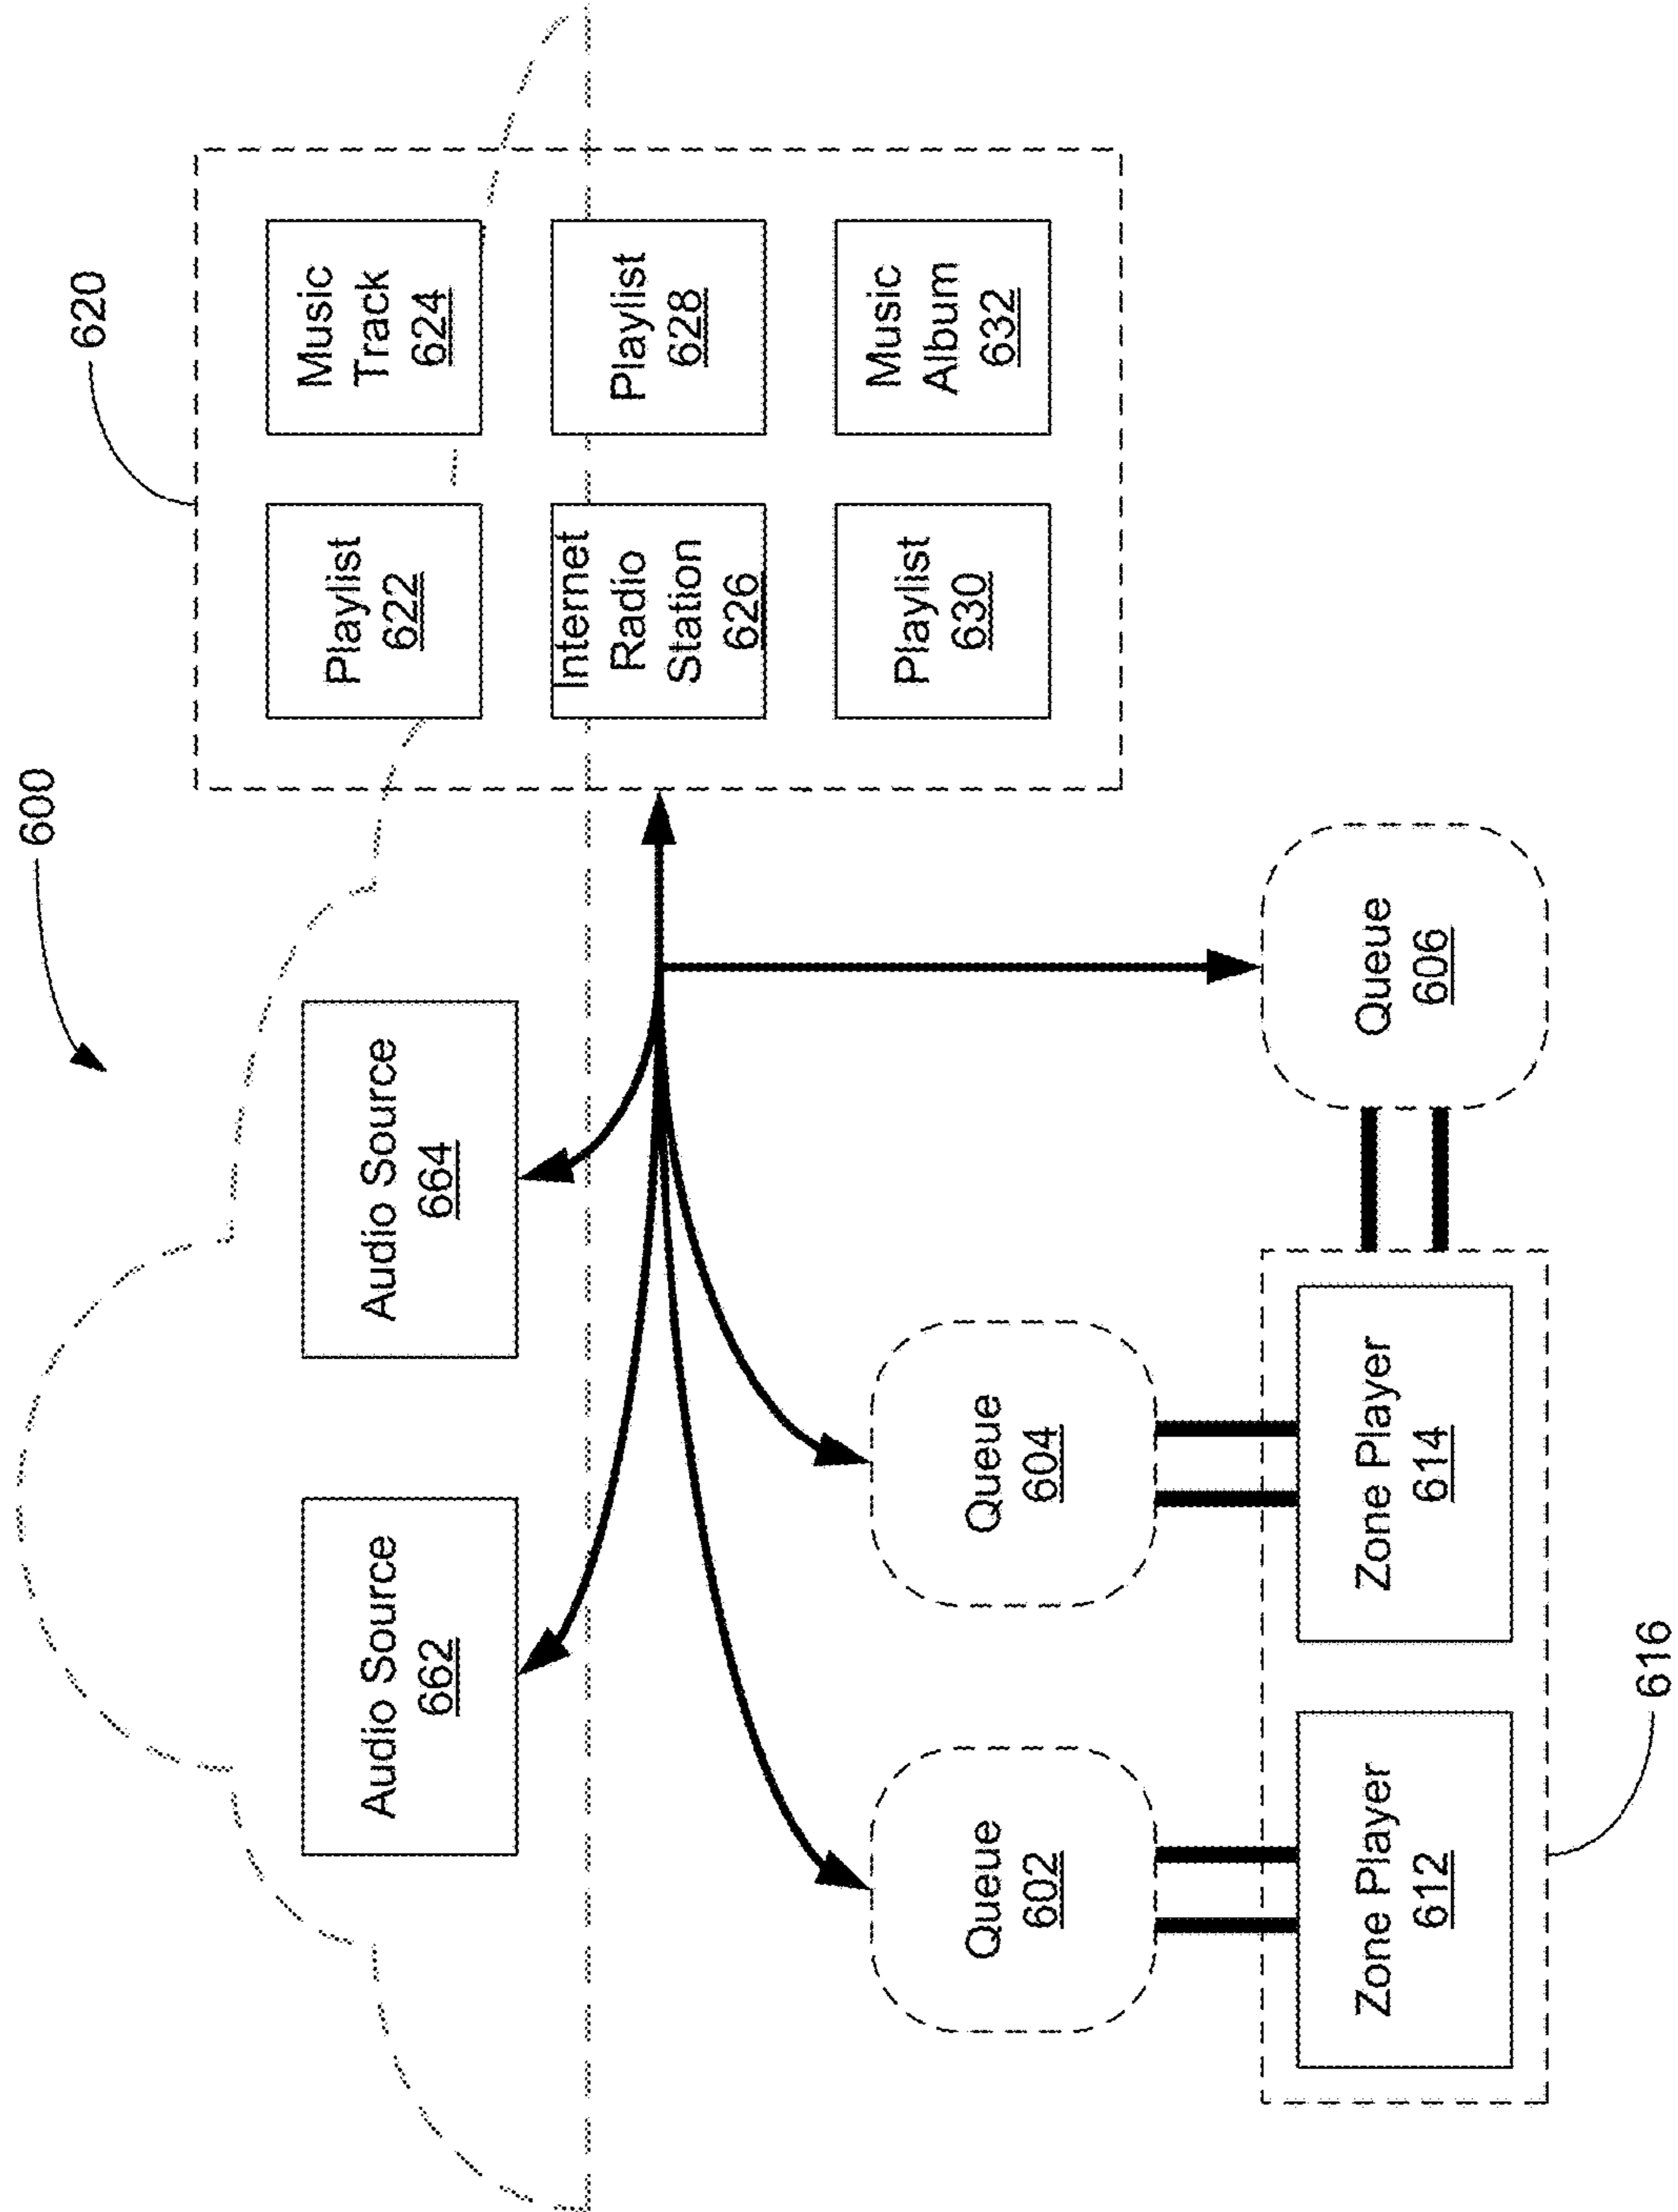 600
620
Audio Source
662
Audio Source
664
Playlist
622
Music
Track
624
Internet
Radio
Station
626
Playlist
628
Playlist
630
Music
Album
632
Queue
602
Queue
604
Queue
606
Zone Player
612
Zone Player
614
616